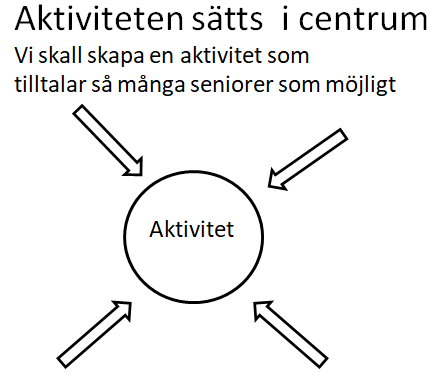 Aktiviteten sätts i centrum
Vi skall skapa en aktivitet som
tilltalar så många seniorer som möjligt
Aktivitet